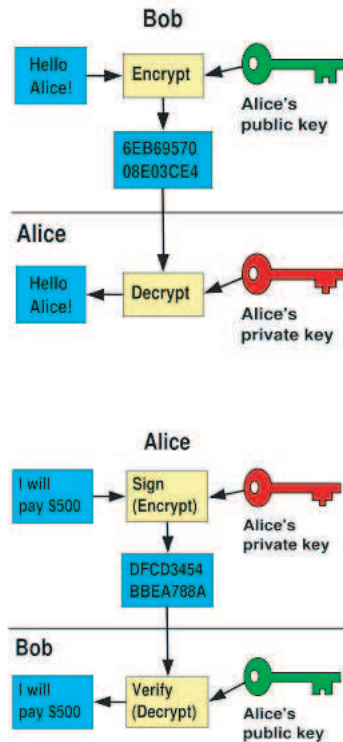 Bob
Hello
Alice!
Encrypt
Alice's
public key
6EB69570
08E03CE4
Alice
Hello
Alice!
Decrypt
Alice's
private key
Alice
I will
pay $500
Sign
(Encrypt)
Alice's
private key
DFCD3454
BBEA788A
Bob
I will
pay $500
Verify
(Decrypt)
Alice's
public key